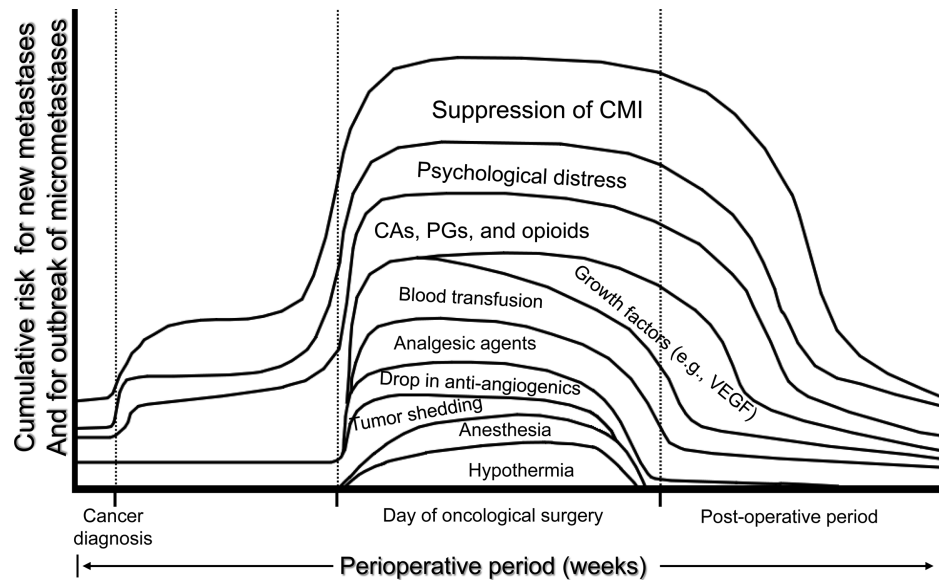 Cumulative risk for new metastases
And for outbreak of micrometastases
Suppression of CMI
Psychological distress
CAs, PGs, and opioids
Growth factors (e.g., VEGF)
Blood transfusion
Analgesic agents
Drop in anti-angiogenics
Tumor shedding
Anesthesia
Hypothermia
Cancer
diagnosis
Day of oncological surgery
Post-operative period
Perioperative period (weeks)